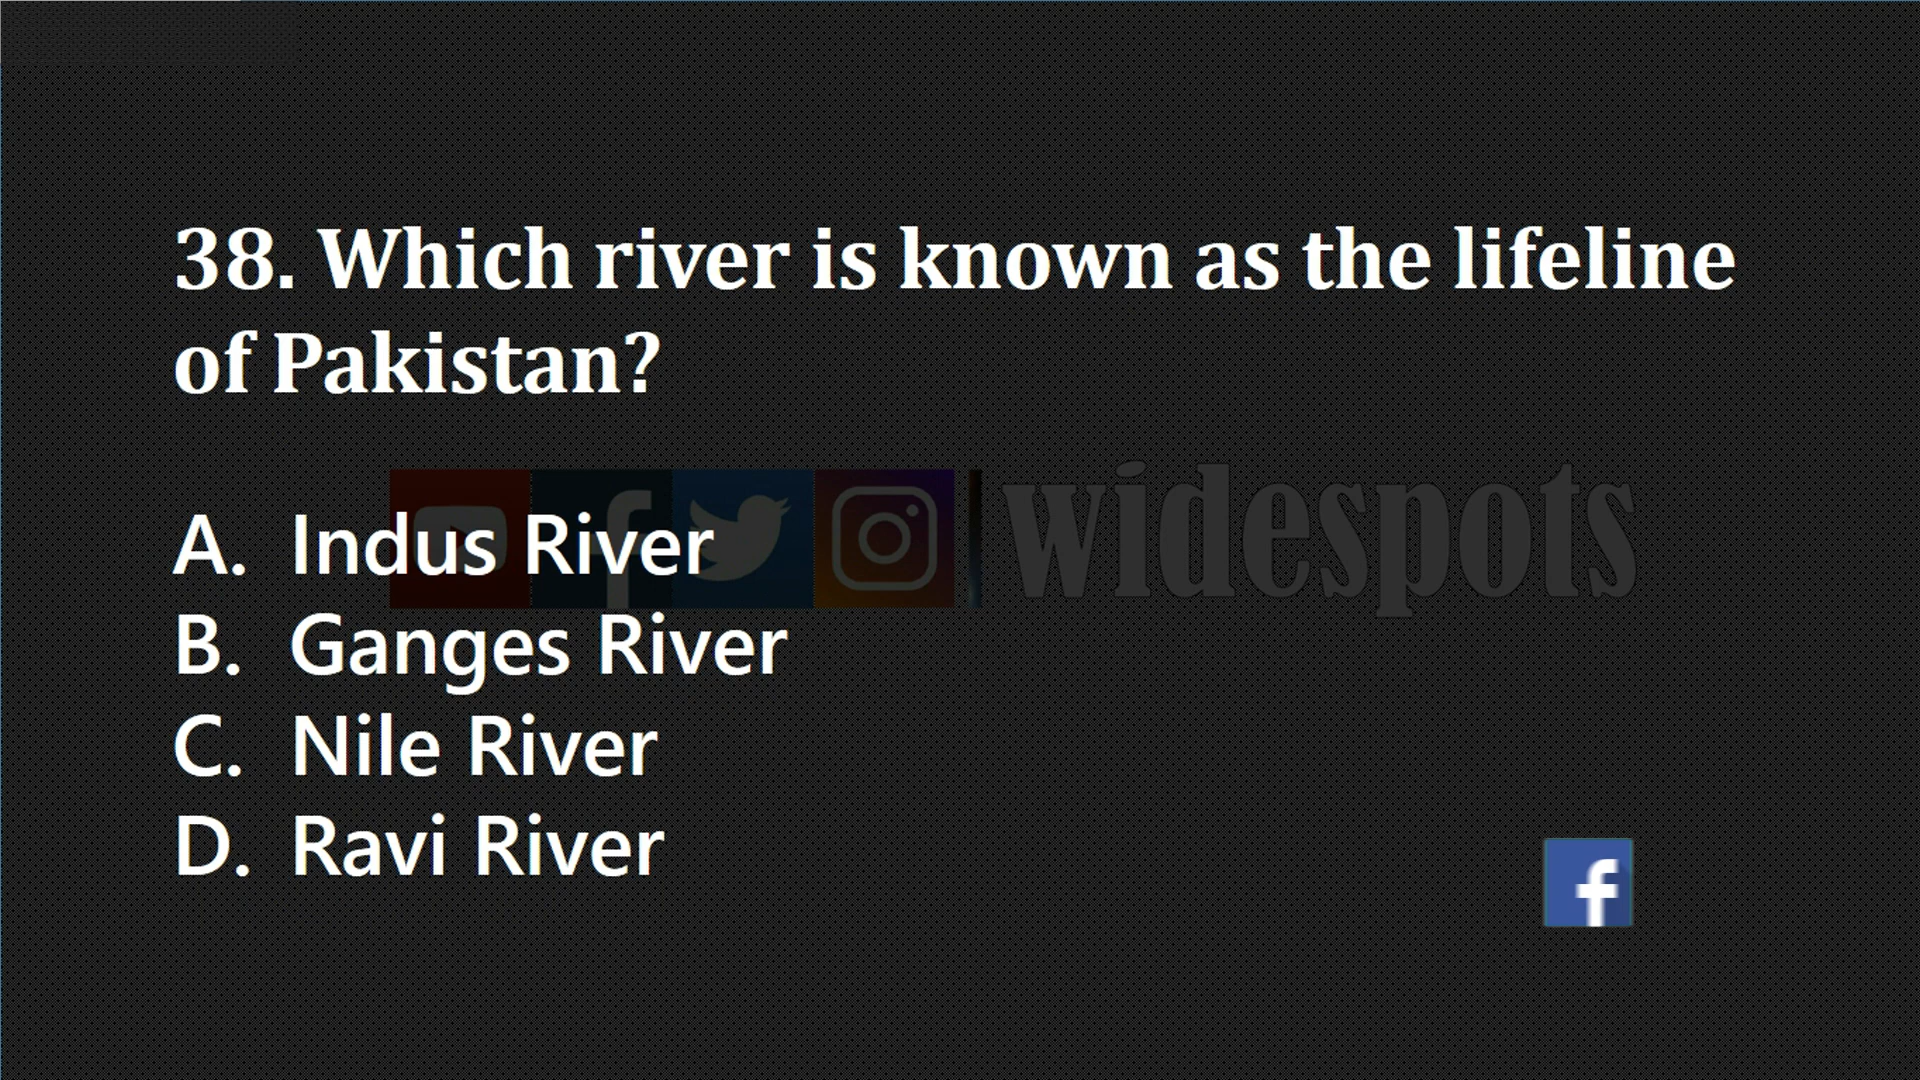 38. Which river is known as the lifeline
of Pakistan?
widespots
A. Indus River
B. Ganges River
C. Nile River
D. Ravi River